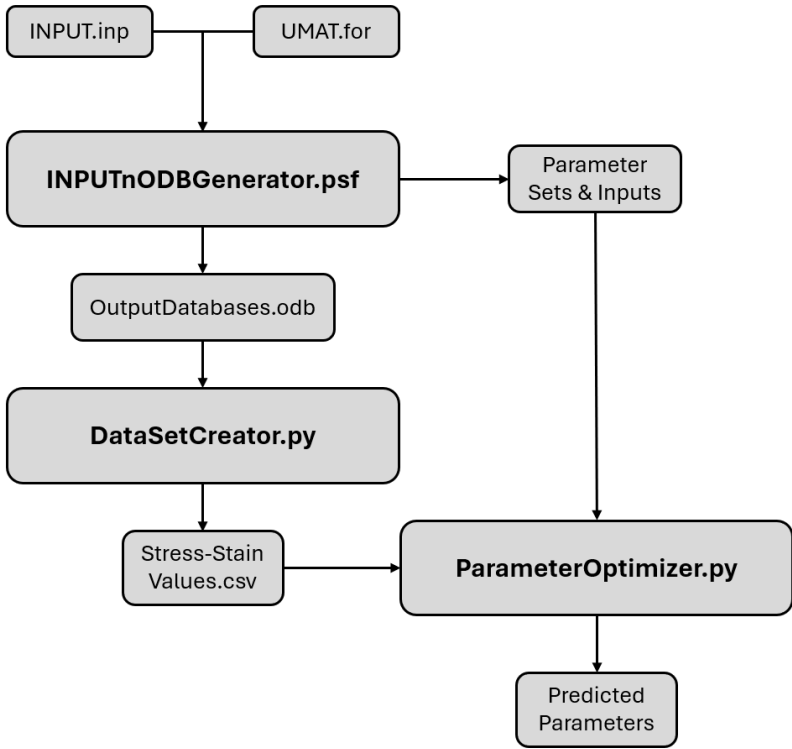 INPUT.inp
UMAT.for
INPUTnODBGenerator.psf
Parameter
Sets & Inputs
OutputDatabases.odb
DataSetCreator.py
Stress-Stain
Values.csv
ParameterOptimizer.py
Predicted
Parameters